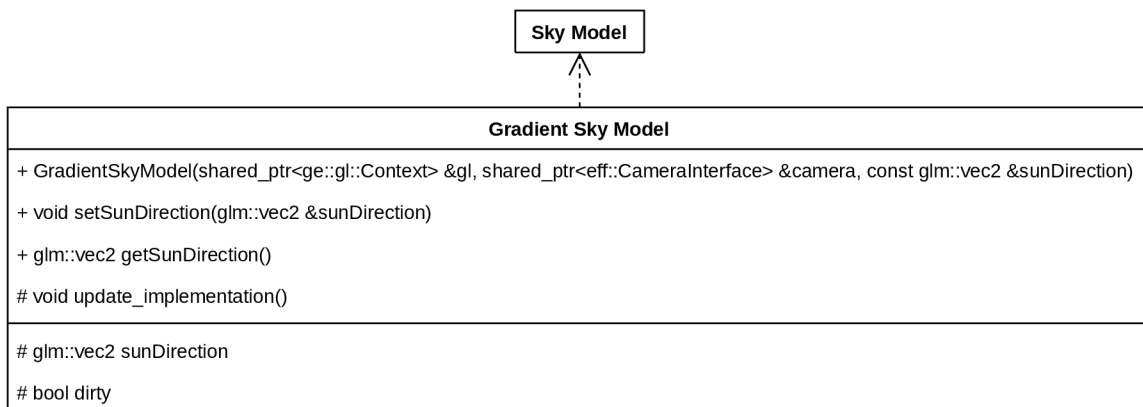 Sky Model
Gradient Sky Model
+ GradientSkyModel(shared_ptr<ge::gl::Context> &gl, shared_ptr<eff::CameraInterface> &camera, const glm::vec2 &sunDirection)
+ void setSunDirection(glm::vec2 &sunDirection)
+ glm::vec2 getSunDirection()
# void update_implementation()
# glm::vec2 sunDirection
# bool dirty